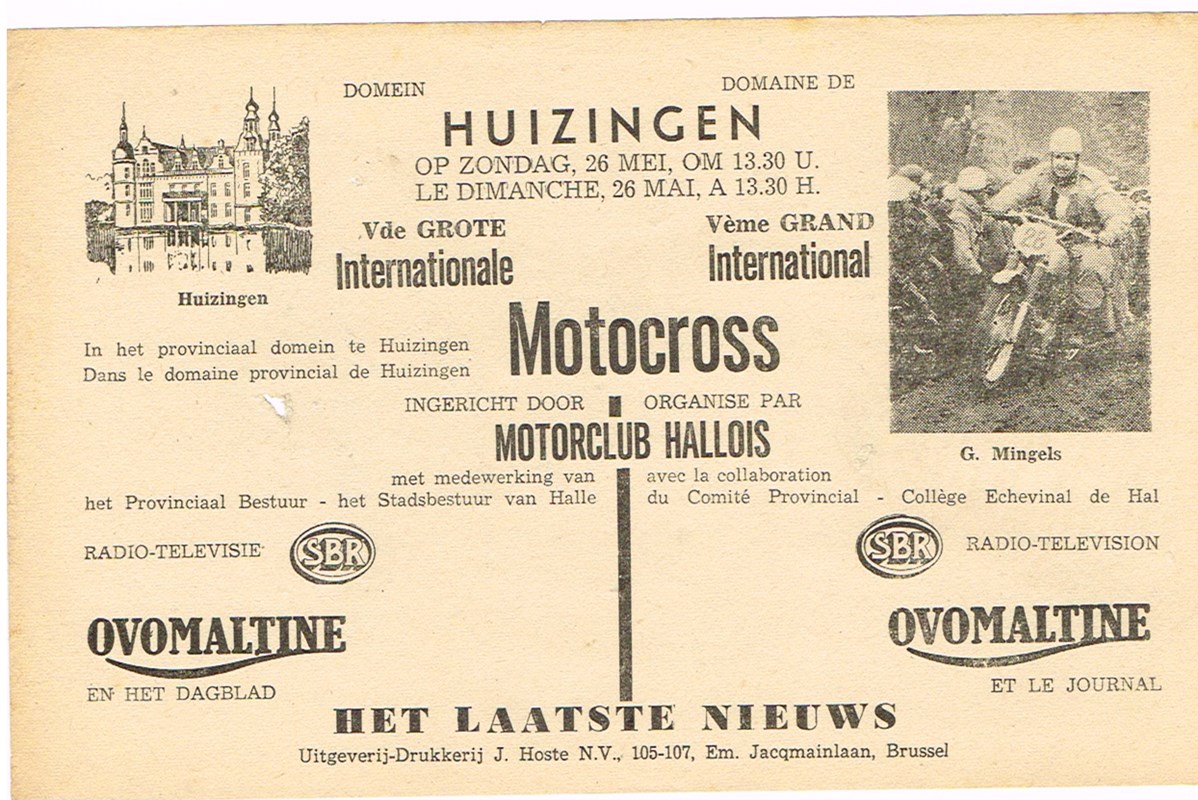 DOMEIN DOMAINE DE
HUIZINGEN
OP ZONDAG, 26 MEI, OM 13.30 U.
LE DIMANCHE, 26 MAI, A 13.30 H.
Vde GROTE Vème GRAND
Internationale International
Huizingen
Motocross
28
In het provinciaal domein te Huizingen
Dans le domaine provincial de Huizingen
INGERICHT DOOR ORGANISE PAR
MOTORCLUB HALLOIS
G. Mingels
met medewerking van avec la collaboration
het Provinciaal Bestuur - het Stadsbestuur van Halle du Comité Provincial - Collège Echevinal de Hal
RADIO-TELEVISIE SBR SBR RADIO-TELEVISION
OVOMALTINE OVOMALTINE
EN HET DAGBLAD ET LE JOURNAL
HET LAATSTE NIEUWS
Uitgeverij-Drukkerij J. Hoste N.V., 105-107, Em. Jacqmainlaan, Brussel